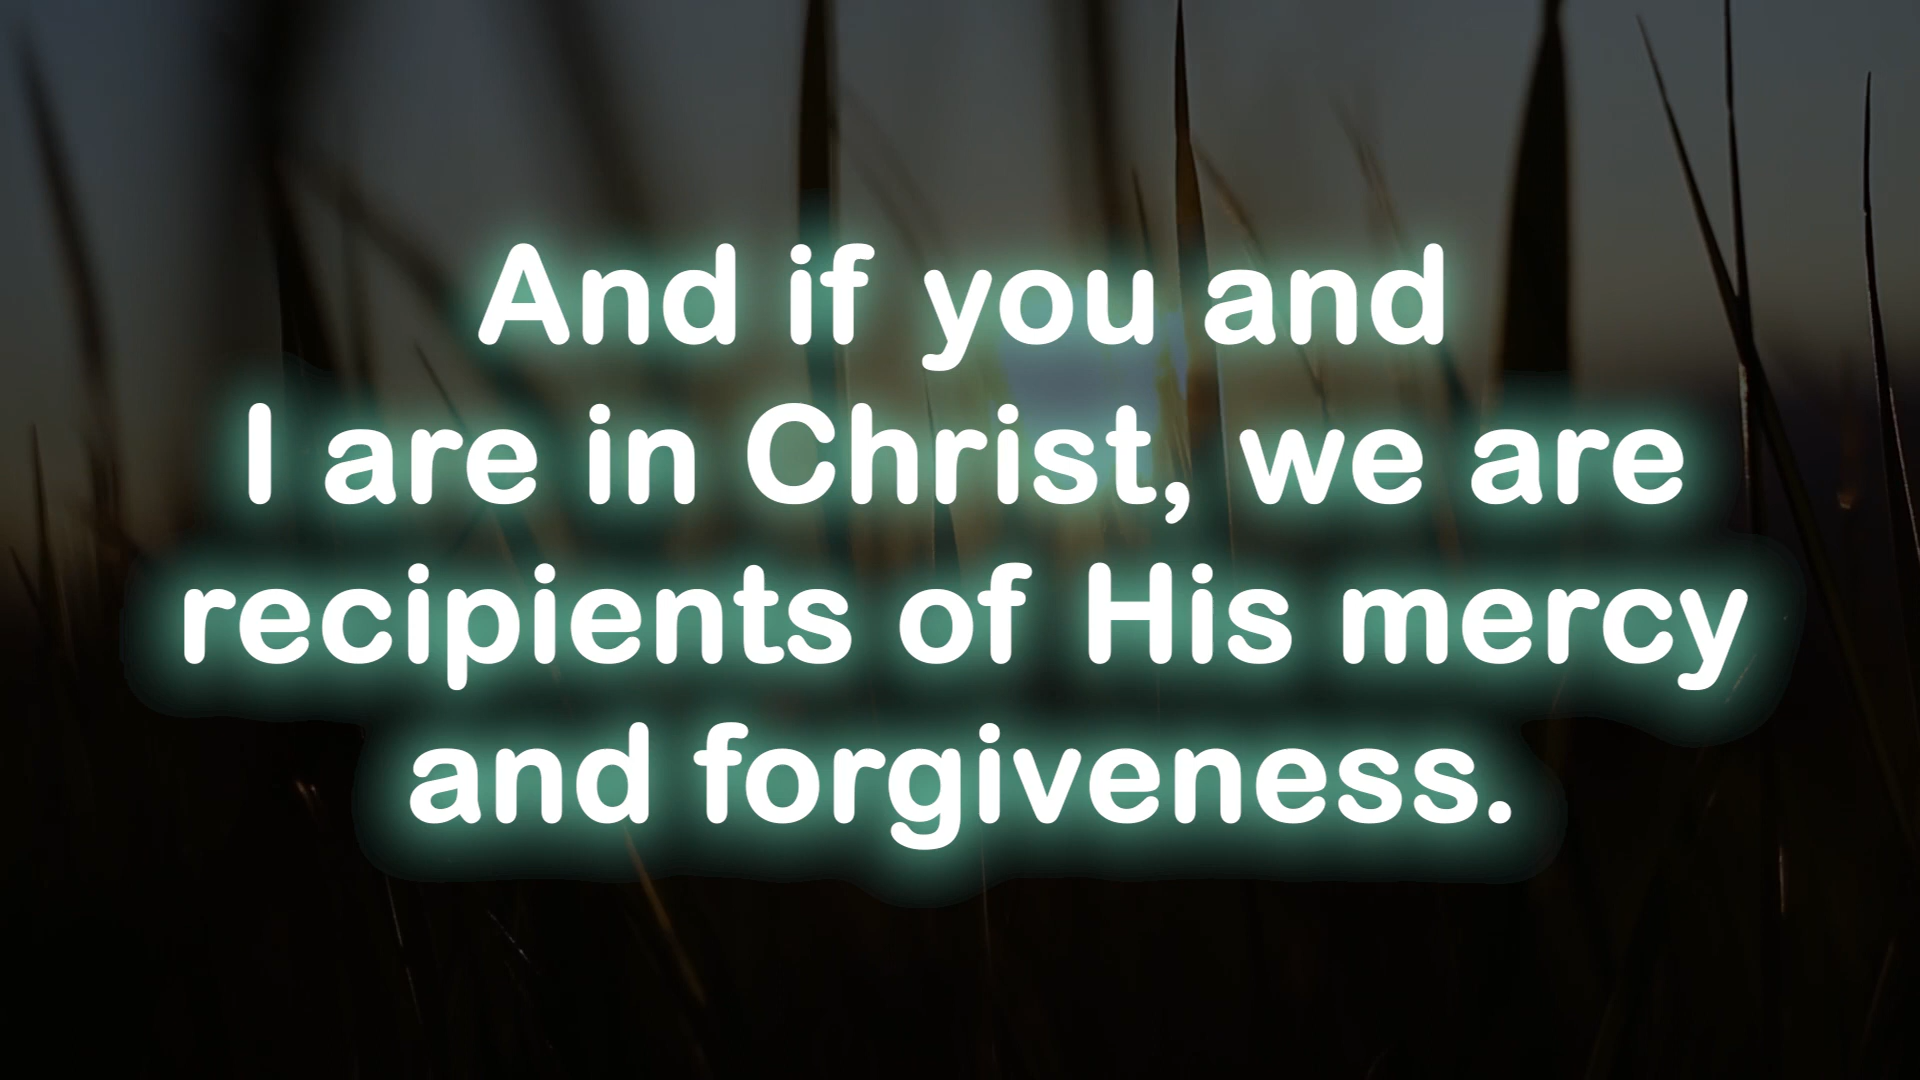 And if you and
I are in Christ, we are
recipients of His mercy
and forgiveness.